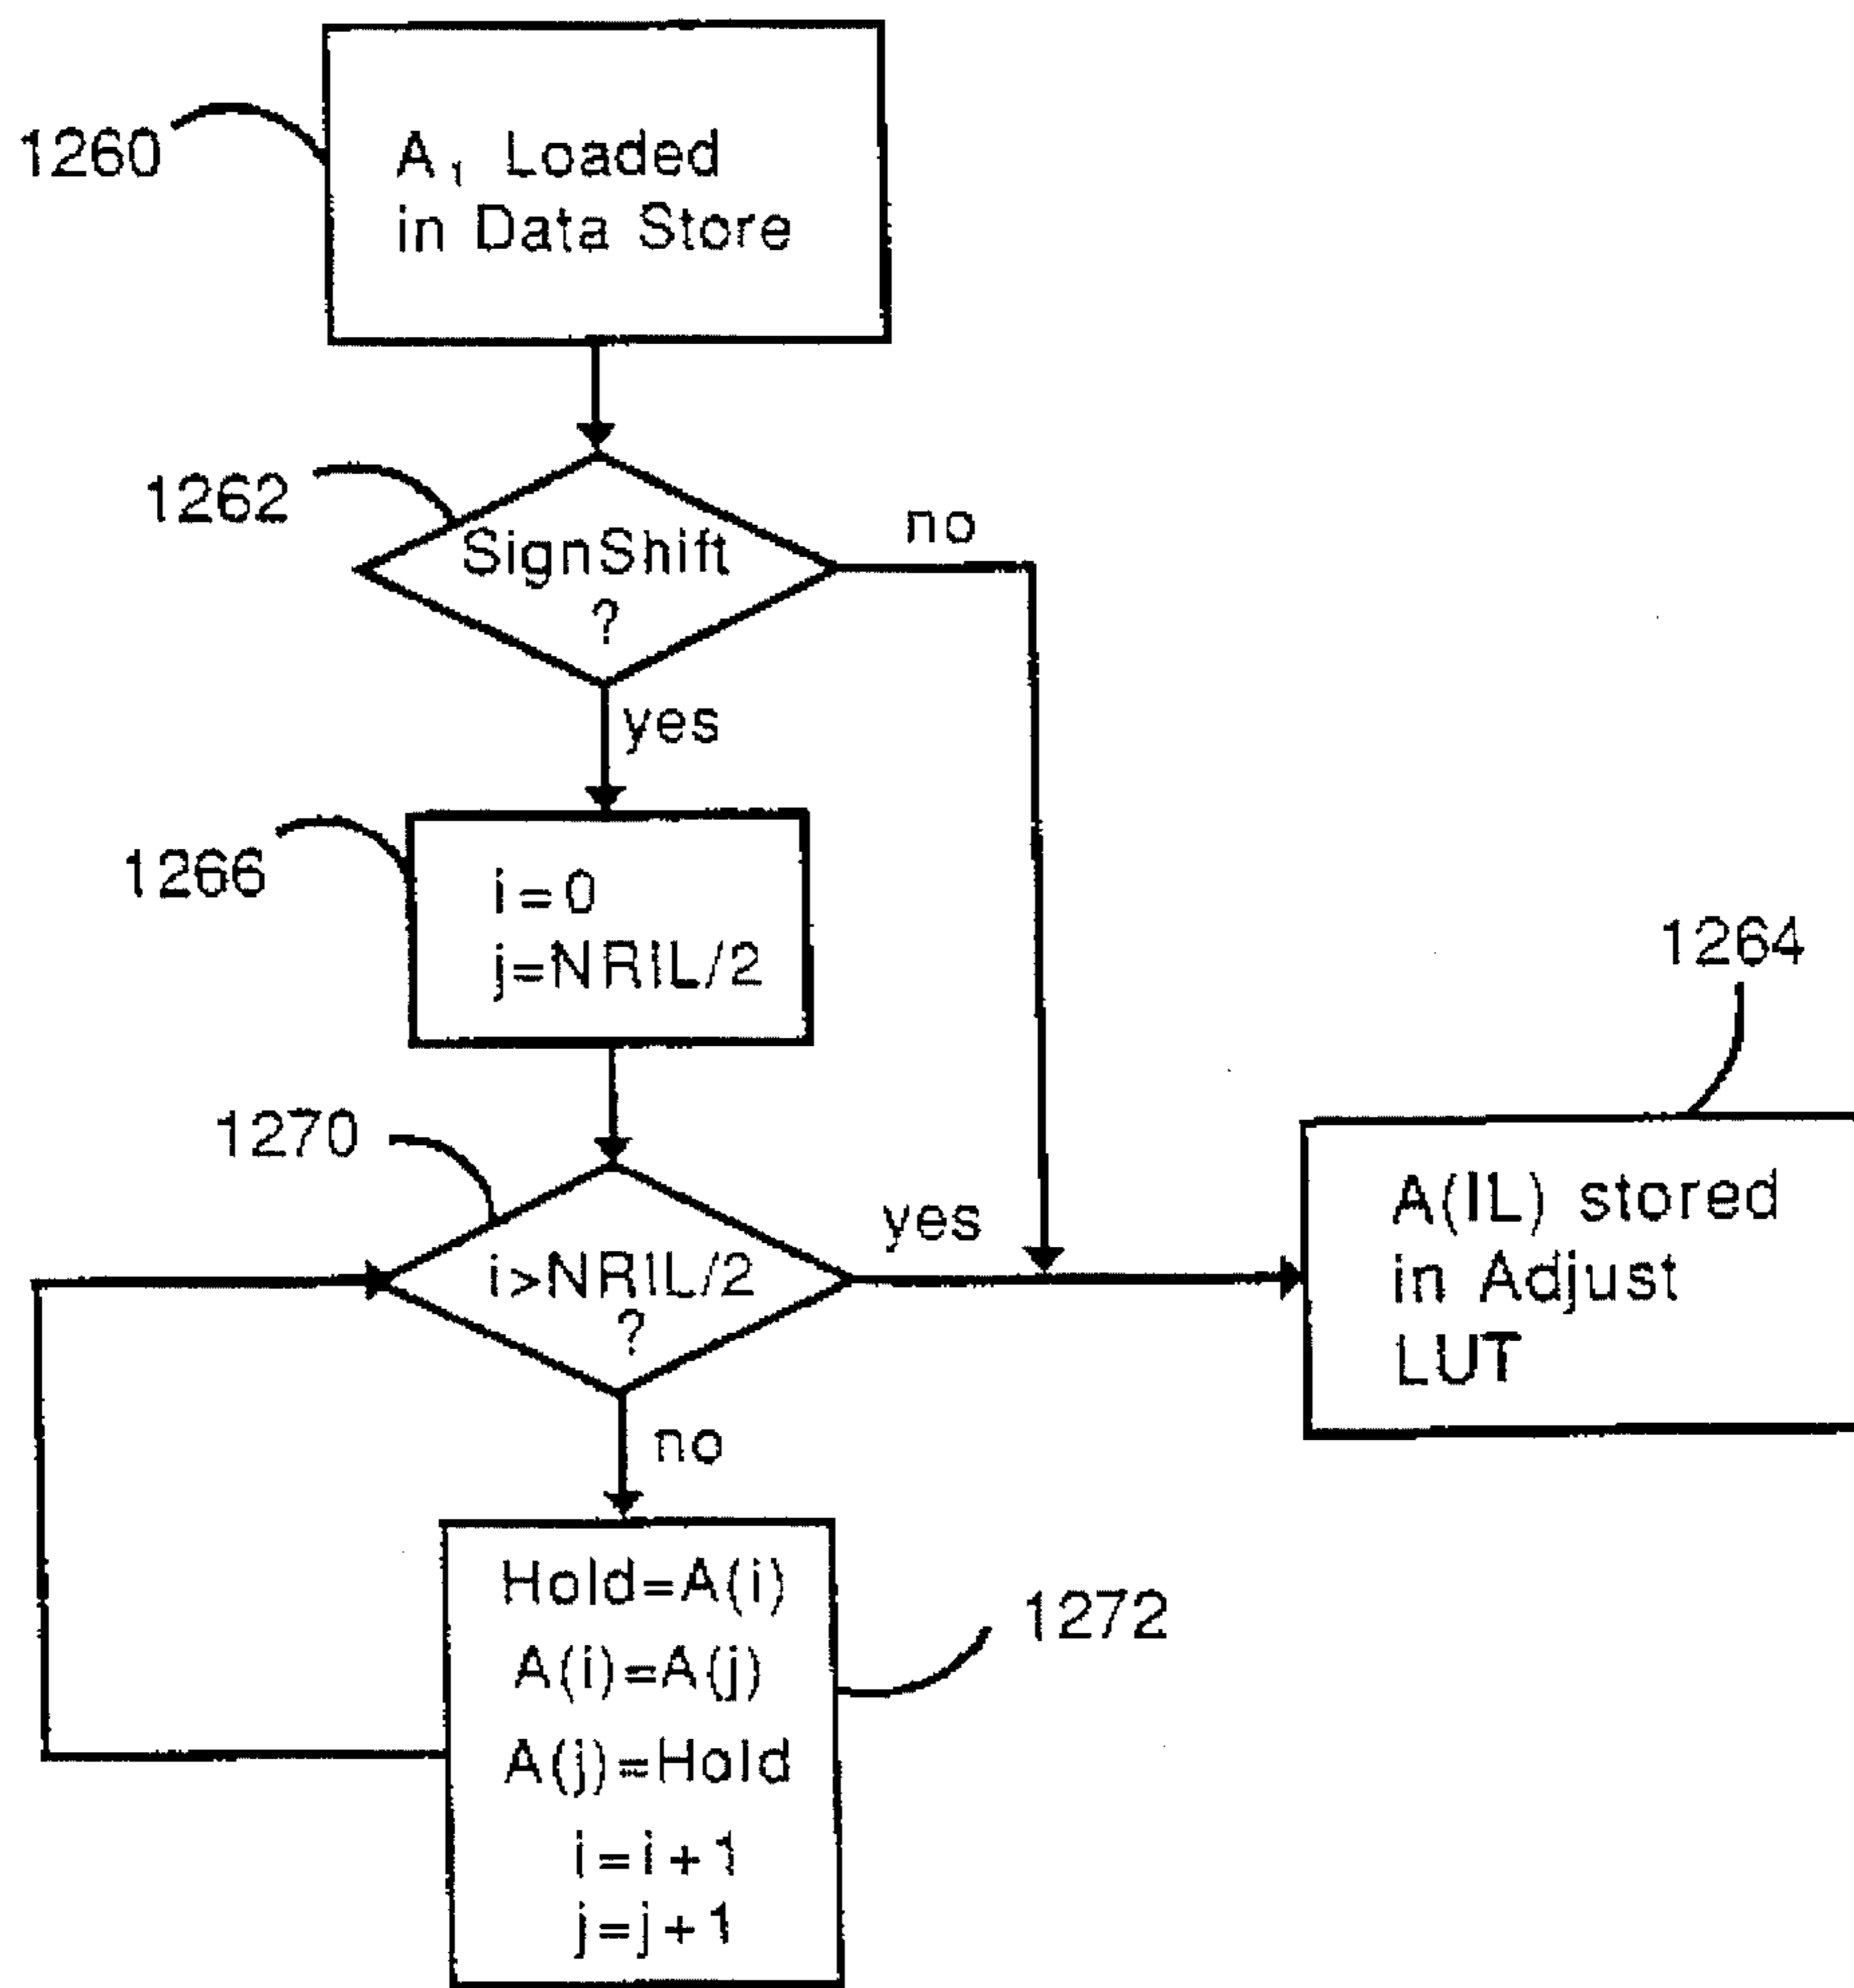 1260
A₁ Loaded
in Data Store
1262
SignShift
?
no
yes
1266
i=0
j=NRIL/2
1264
1270
i>NRIL/2
?
yes
no
A(IL) stored
in Adjust
LUT
Hold=A(i)
A(i)=A(j)
A(j)=Hold
i=i+1
j=j+1
1272